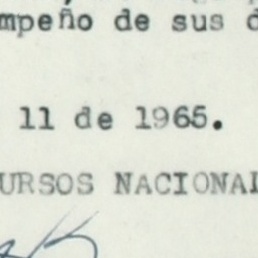 mpeño de sus d
11 de 1965.
URSOS NACIONAL